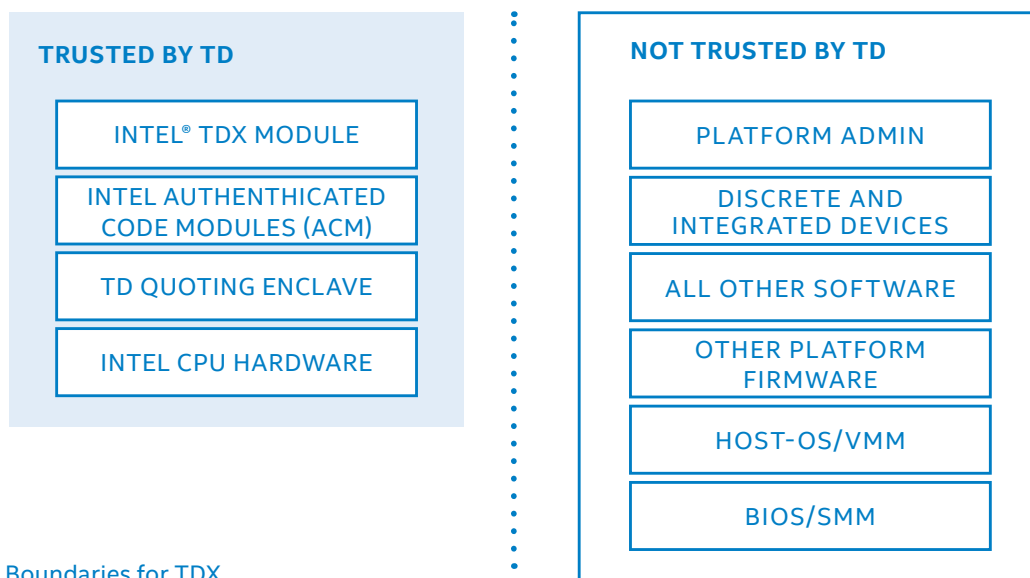 TRUSTED BY TD
INTEL® TDX MODULE
INTEL AUTHENTHICATED
CODE MODULES (ACM)
TD QUOTING ENCLAVE
INTEL CPU HARDWARE
NOT TRUSTED BY TD
PLATFORM ADMIN
DISCRETE AND
INTEGRATED DEVICES
ALL OTHER SOFTWARE
OTHER PLATFORM
FIRMWARE
HOST-OS/VMM
BIOS/SMM
Boundaries for TDX